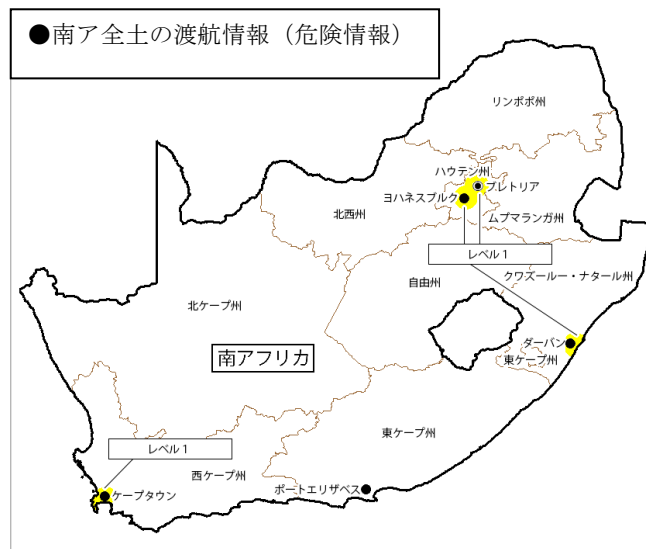 ●南ア全土の渡航情報（危険情報）
リンポポ州
ハウテン州
プレトリア
ヨハネスブルク
北西州
ムプマランガ州
レベル１
クワズールー・ナタール州
自由州
北ケープ州
ダーバン
東ケープ州
南アフリカ
東ケープ州
レベル１
西ケープ州
ポートエリザベス
ケープタウン